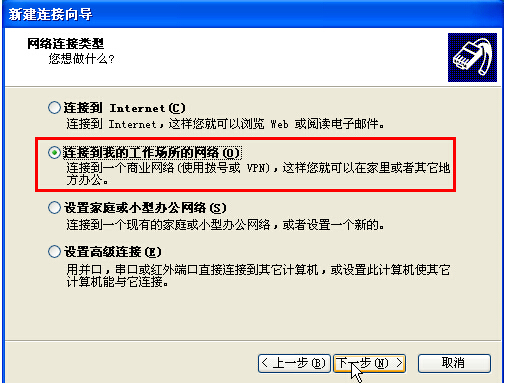 新建连接向导
网络连接类型
您想做什么?
连接到 Internet(C)
连接到 Internet，这样您就可以浏览 Web 或阅读电子邮件。
连接到我的工作场所的网络(O)
连接到一个商业网络(使用拨号或 VPN)，这样您就可以在家里或者其它地
方办公。
设置家庭或小型办公网络(S)
连接到一个现有的家庭或小型办公网络，或者设置一个新的。
设置高级连接(E)
用并口，串口或红外端口直接连接到其它计算机，或设置此计算机使其它
计算机能与它连接。
< 上一步(B) 下一步(N) > 取消